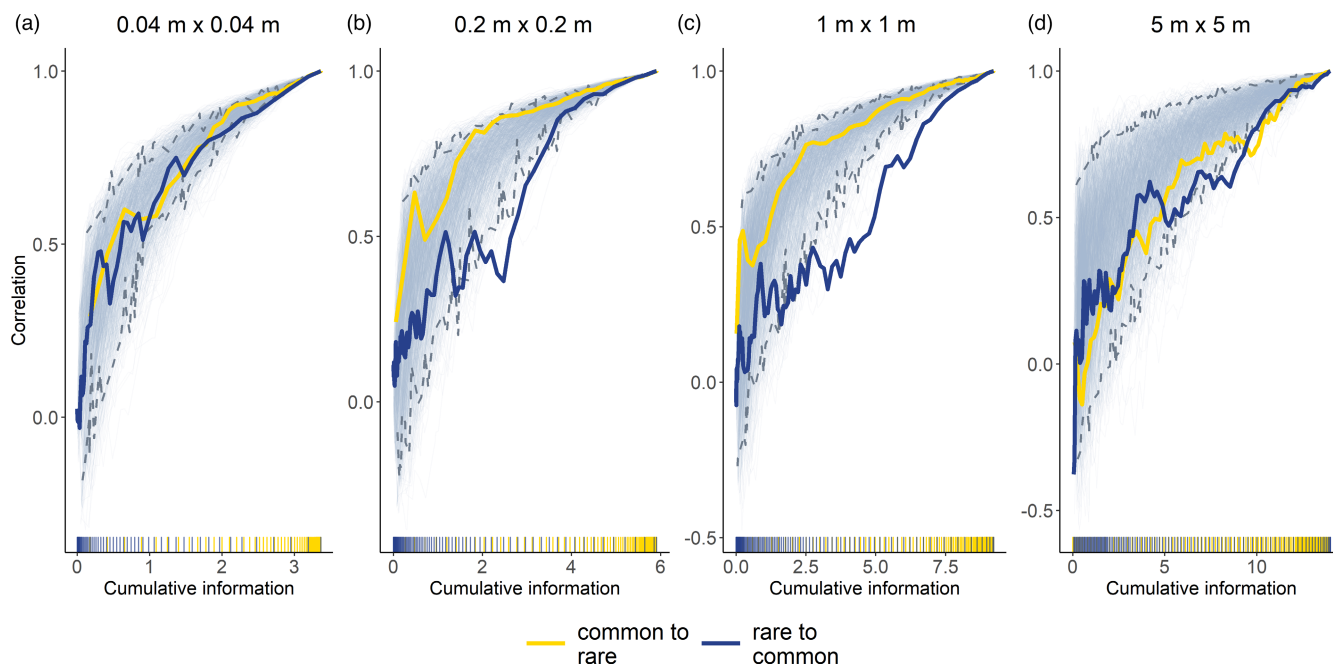 (a) 0.04 m x 0.04 m
(b) 0.2 m x 0.2 m
(c) 1 m x 1 m
(d) 5 m x 5 m
Correlation
1.0
0.5
0.0
0 1 2 3
Cumulative information
1.0
0.5
0.0
0 2 4 6
Cumulative information
1.0
0.5
0.0
-0.5
0.0 2.5 5.0 7.5
Cumulative information
1.0
0.5
0.0
-0.5
0 5 10
Cumulative information
common to
rare
rare to
common